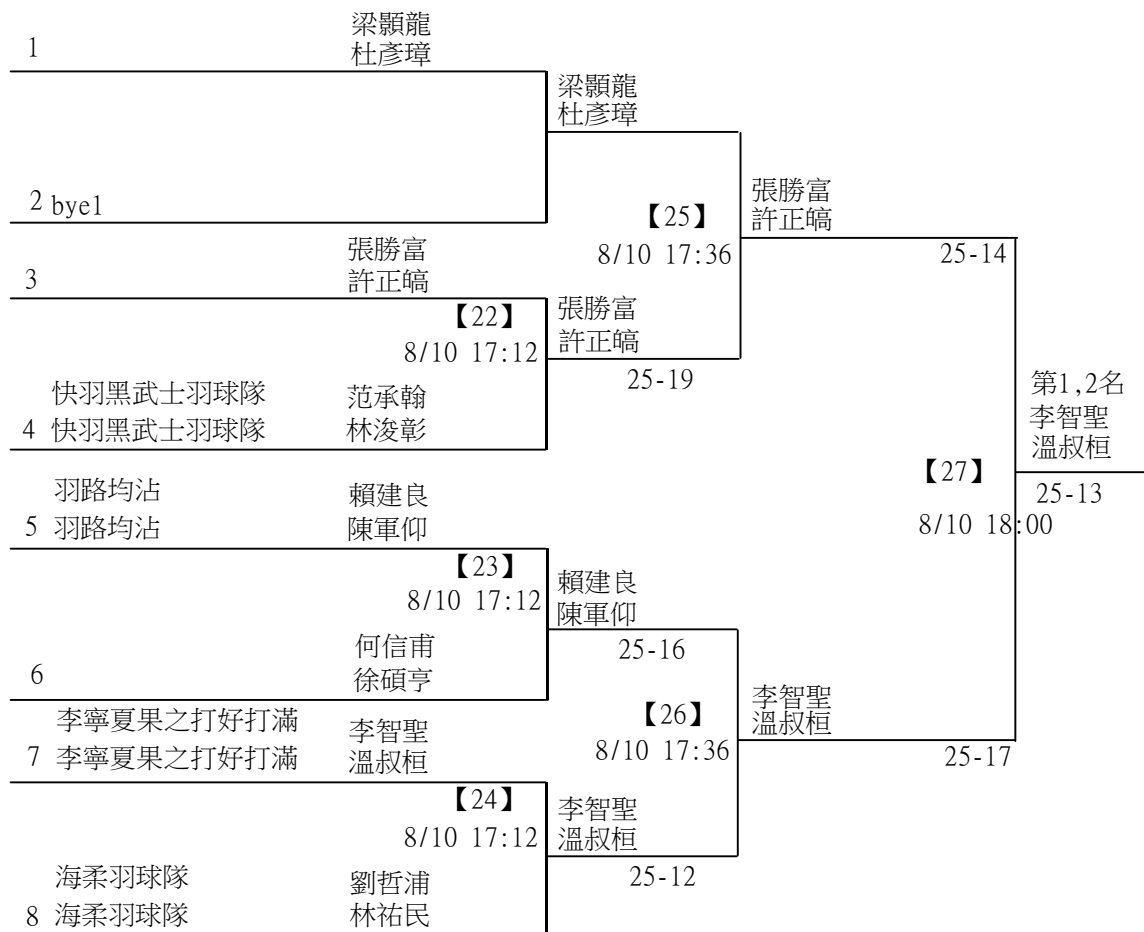 梁顥龍
1 杜彥璋
梁顥龍
杜彥璋
2 bye1
【25】
8/10 17:36
張勝富
許正皜
25-14
張勝富
3 許正皜
【22】
8/10 17:12
張勝富
許正皜
25-19
快羽黑武士羽球隊 范承翰
4 快羽黑武士羽球隊 林浚彰
第1,2名
李智聖
溫叔桓
【27】
25-13
8/10 18:00
羽路均沾 賴建良
5 羽路均沾 陳軍仰
【23】
8/10 17:12
賴建良
陳軍仰
25-16
何信甫
6 徐碩亨
【26】
8/10 17:36
李智聖
溫叔桓
25-17
李寧夏果之打好打滿 李智聖
7 李寧夏果之打好打滿 溫叔桓
【24】
8/10 17:12
李智聖
溫叔桓
25-12
海柔羽球隊 劉哲浦
8 海柔羽球隊 林祐民